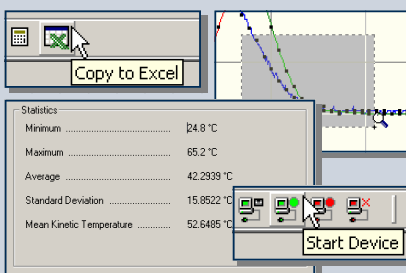 Copy to Excel
Statistics
Minimum .......................... 24.8 °C
Maximum .......................... 65.2 °C
Average ............................ 42.2939 °C
Standard Deviation .............. 15.8522 °C
Mean Kinetic Temperature ....... 52.6485 °C
Start Device